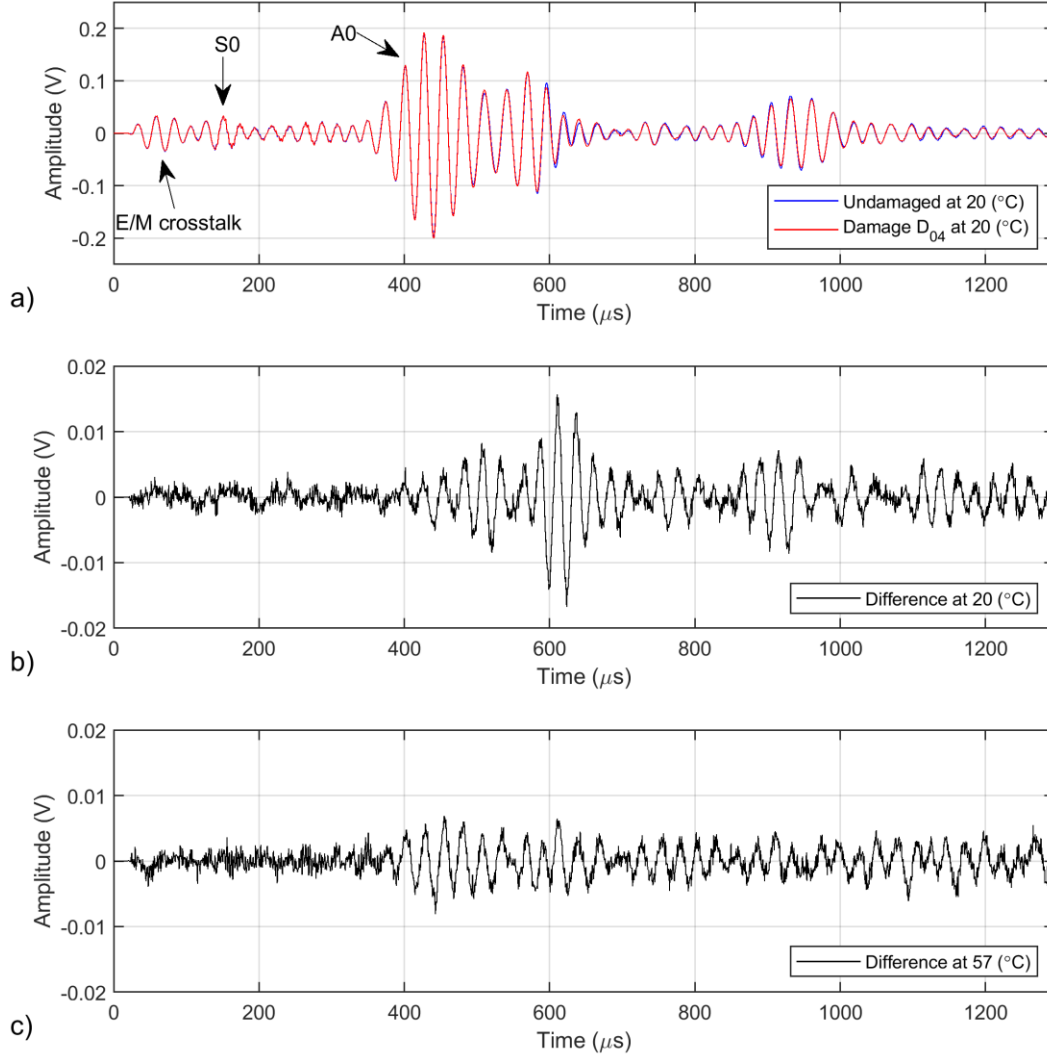 0.2
0.1
0
-0.1
-0.2
Amplitude (V)
S0
A0
E/M crosstalk
Undamaged at 20 (°C)
Damage D04 at 20 (°C)
0 200 400 600 800 1000 1200
Time (μs)
a)
0.02
0.01
0
-0.01
-0.02
Amplitude (V)
Difference at 20 (°C)
0 200 400 600 800 1000 1200
Time (μs)
b)
0.02
0.01
0
-0.01
-0.02
Amplitude (V)
Difference at 57 (°C)
0 200 400 600 800 1000 1200
Time (μs)
c)